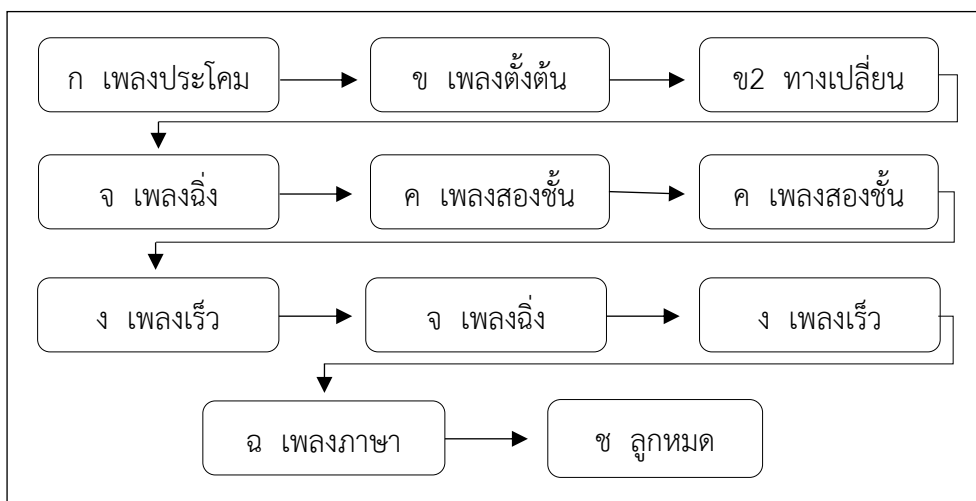 ก เพลงประโคม
ข เพลงตั้งต้น
ข2 ทางเปลี่ยน
จ เพลงฉิ่ง
ค เพลงสองชั้น
ค เพลงสองชั้น
ง เพลงเร็ว
จ เพลงฉิ่ง
ง เพลงเร็ว
ฉ เพลงภาษา
ช ลูกหมด